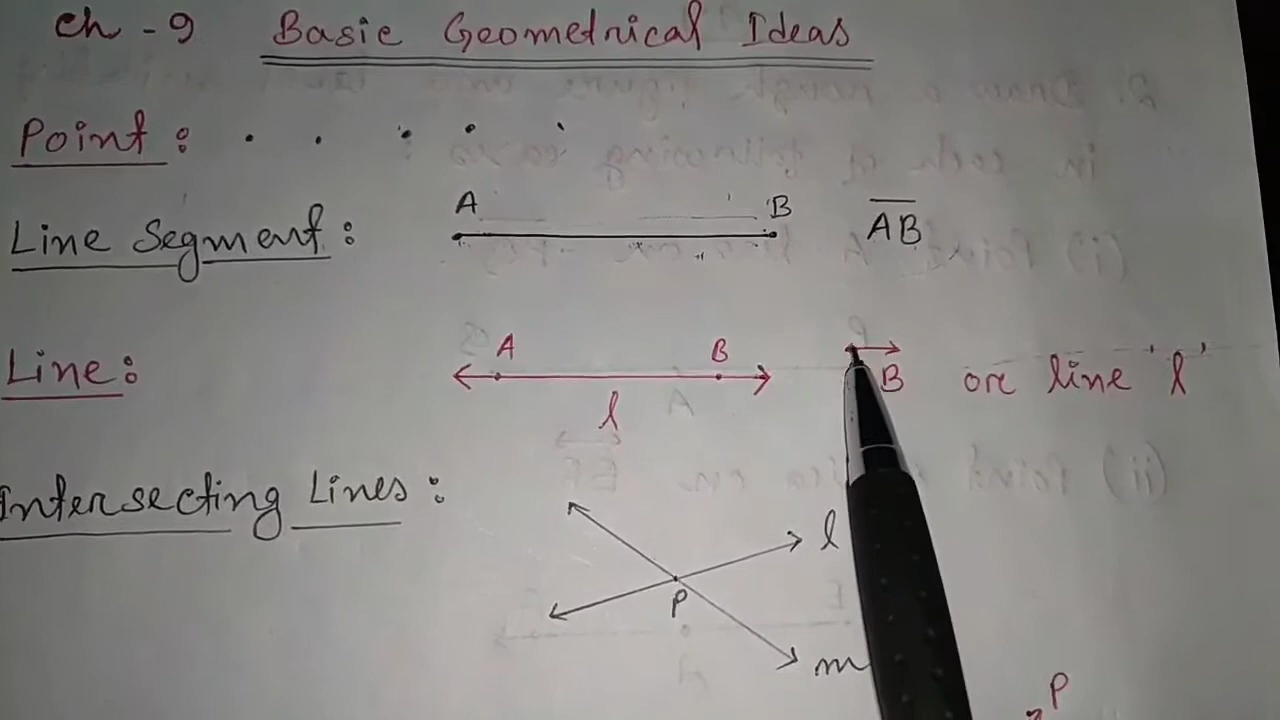 Ch - 9 Basic Geometrical Ideas
Point :
Line Segment : A B AB
Line : A B l B or line 'l'
Intersecting Lines : l P m
P